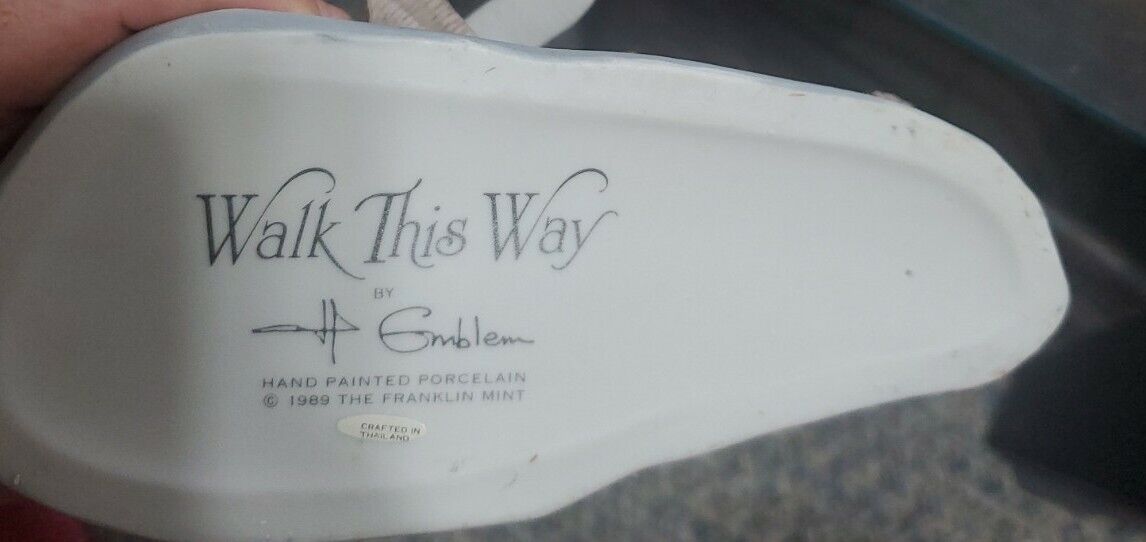 Walk This Way
BY
Emblem
HAND PAINTED PORCELAIN
© 1989 THE FRANKLIN MINT
CRAFTED IN
THAILAND